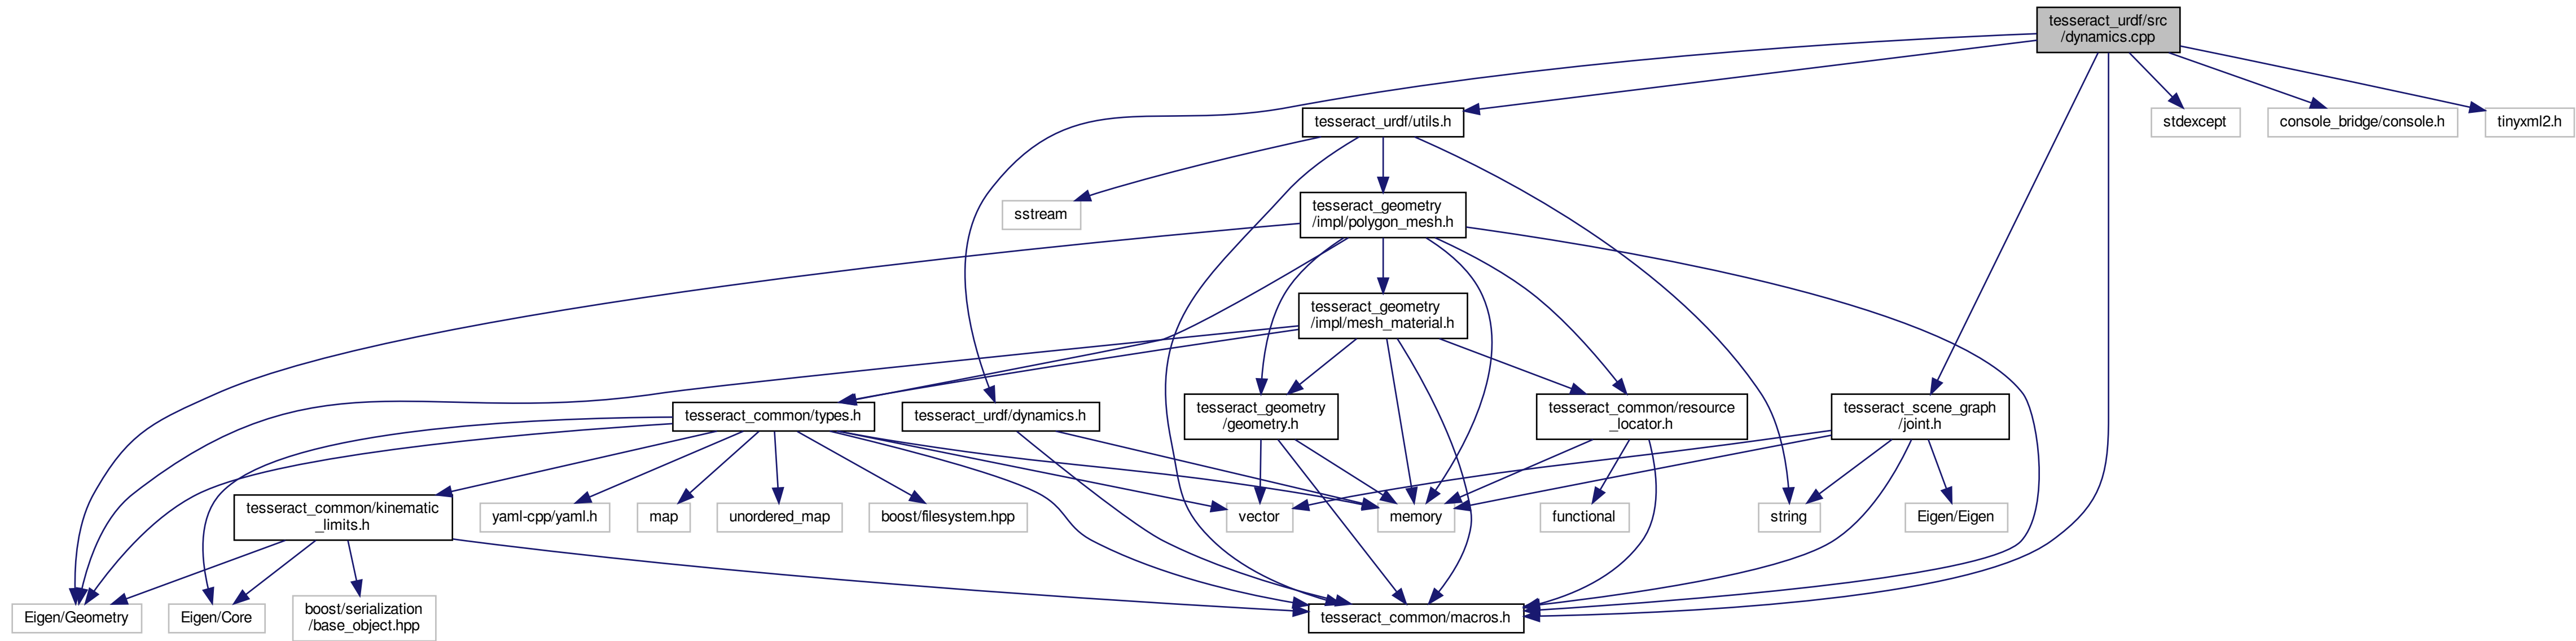 tesseract_urdf/src
/dynamics.cpp
tesseract_urdf/utils.h
stdexcept
console_bridge/console.h
tinyxml2.h
sstream
tesseract_geometry
/impl/polygon_mesh.h
tesseract_geometry
/impl/mesh_material.h
tesseract_common/types.h
tesseract_urdf/dynamics.h
tesseract_geometry
/geometry.h
tesseract_common/resource
_locator.h
tesseract_scene_graph
/joint.h
tesseract_common/kinematic
_limits.h
yaml-cpp/yaml.h
map
unordered_map
boost/filesystem.hpp
vector
memory
functional
string
Eigen/Eigen
Eigen/Geometry
Eigen/Core
boost/serialization
/base_object.hpp
tesseract_common/macros.h